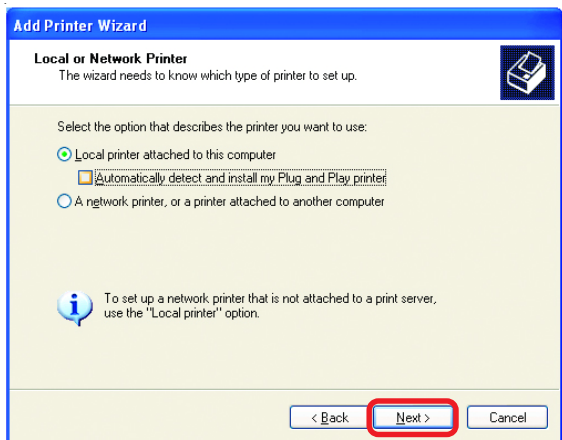 Add Printer Wizard
Local or Network Printer
The wizard needs to know which type of printer to set up.
Select the option that describes the printer you want to use:
Local printer attached to this computer
Automatically detect and install my Plug and Play printer
A network printer, or a printer attached to another computer
To set up a network printer that is not attached to a print server,
use the "Local printer" option.
< Back Next > Cancel